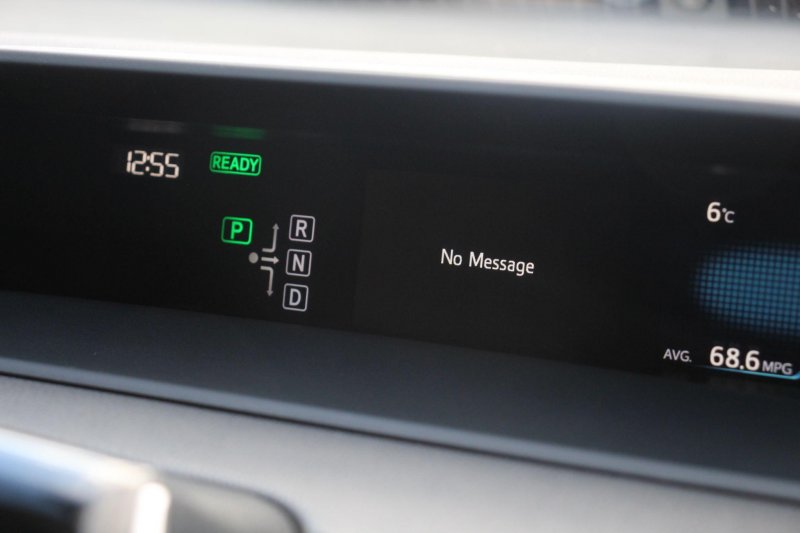 12:55 READY
P
R
N
D
No Message
6°C
AVG. 68.6 MPG